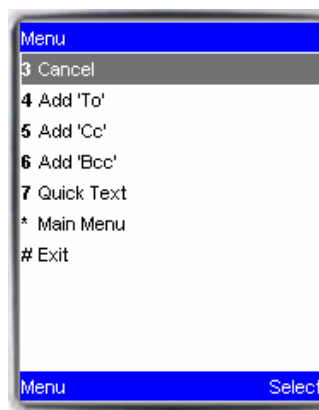 Menu
3 Cancel
4 Add 'To'
5 Add 'Cc'
6 Add 'Bcc'
7 Quick Text
* Main Menu
# Exit
Menu Select